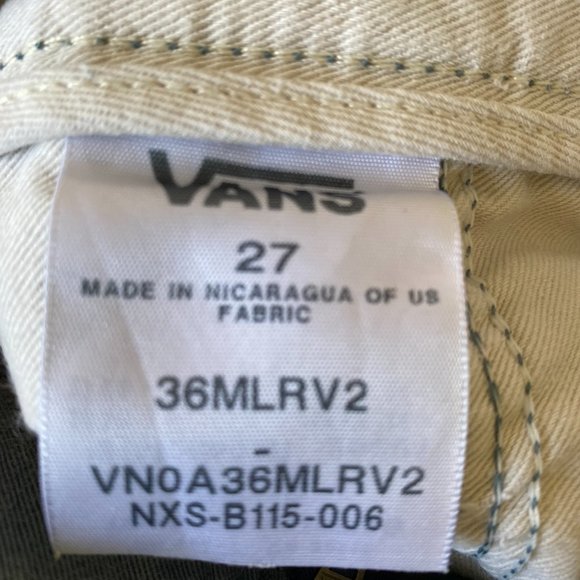 VANS
27
MADE IN NICARAGUA OF US
FABRIC
36MLRV2
-
VN0A36MLRV2
NXS-B115-006